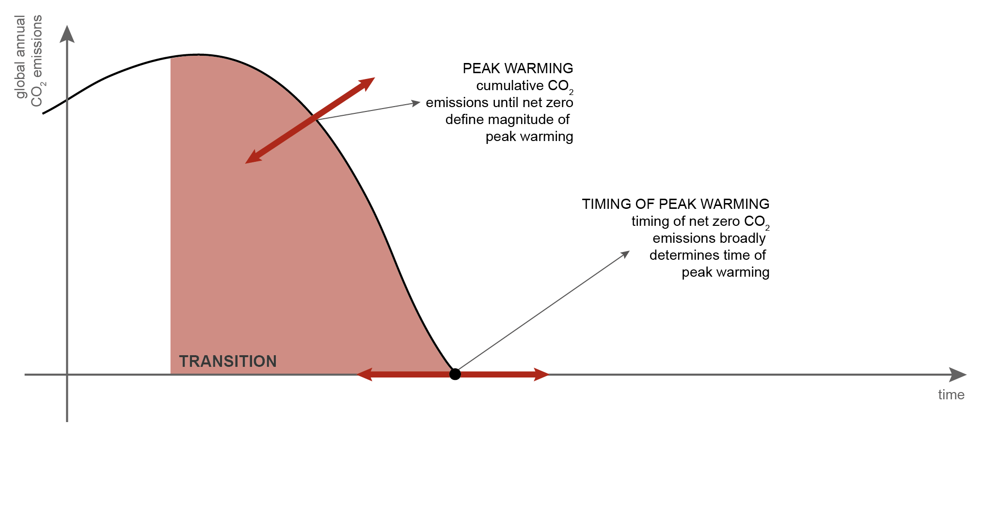 global annual
CO₂ emissions
PEAK WARMING
cumulative CO₂
emissions until net zero
define magnitude of
peak warming
TIMING OF PEAK WARMING
timing of net zero CO₂
emissions broadly
determines time of
peak warming
TRANSITION
time